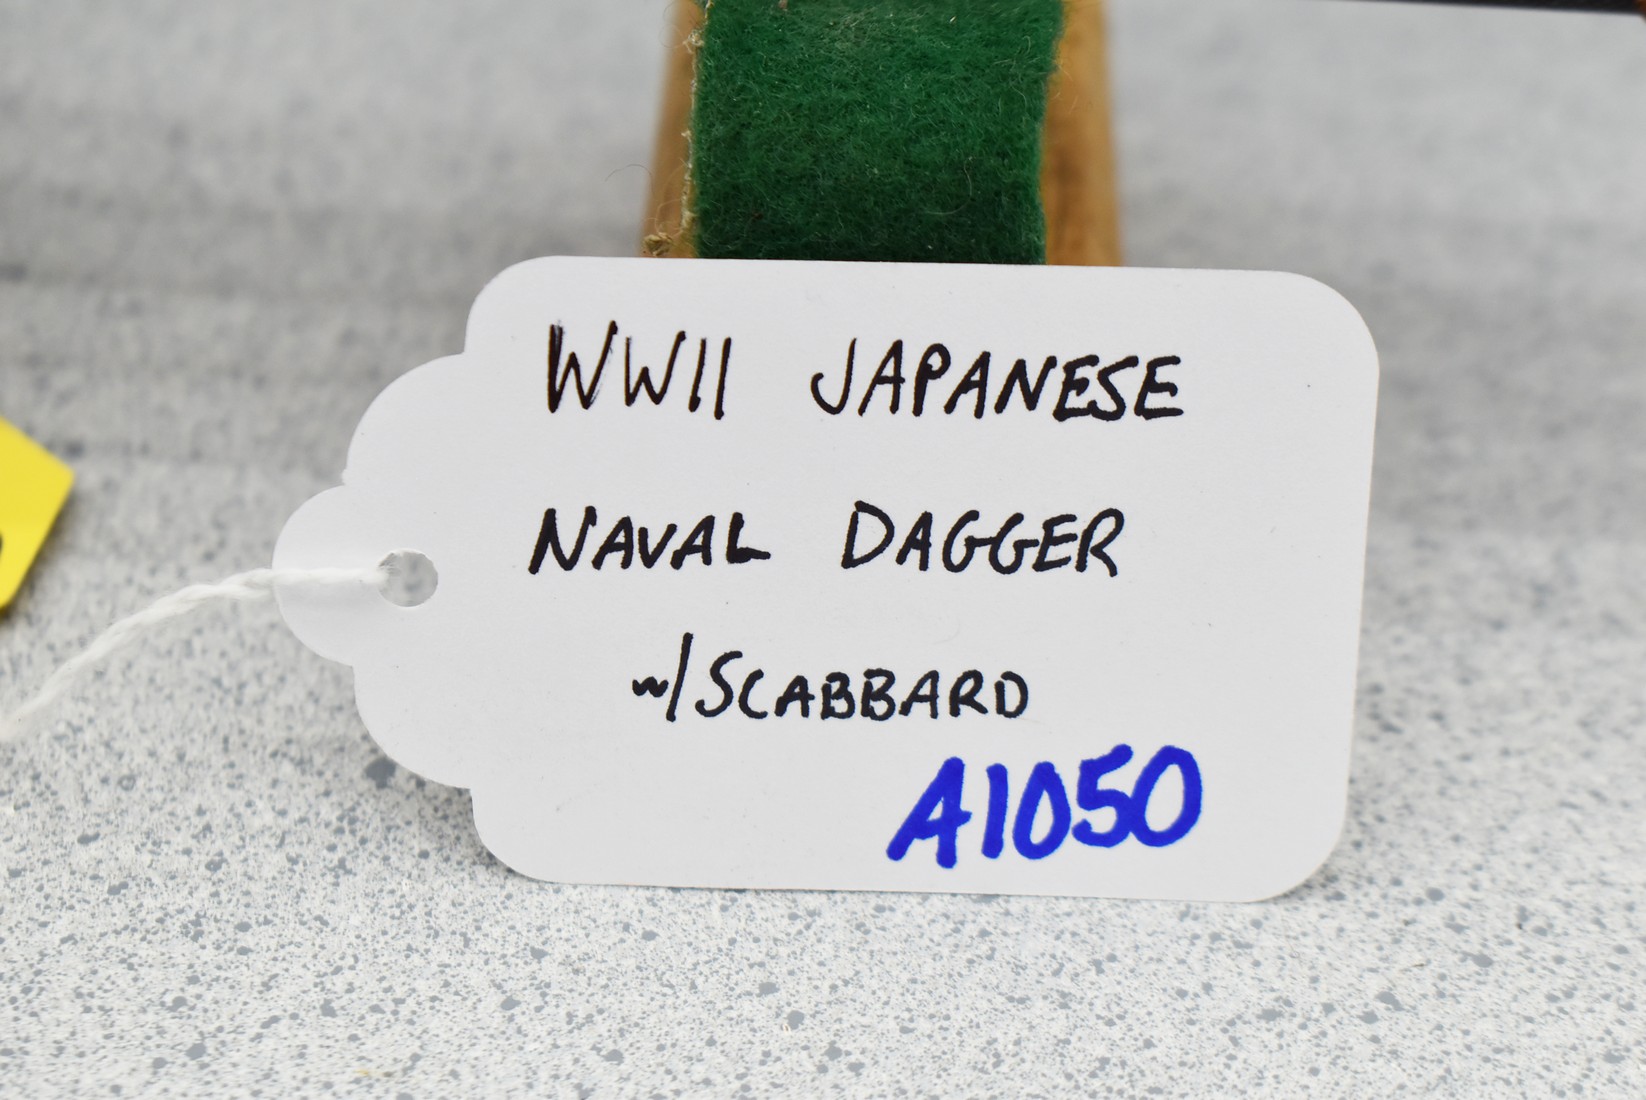 WWII JAPANESE
NAVAL DAGGER
w/SCABBARD
A1050